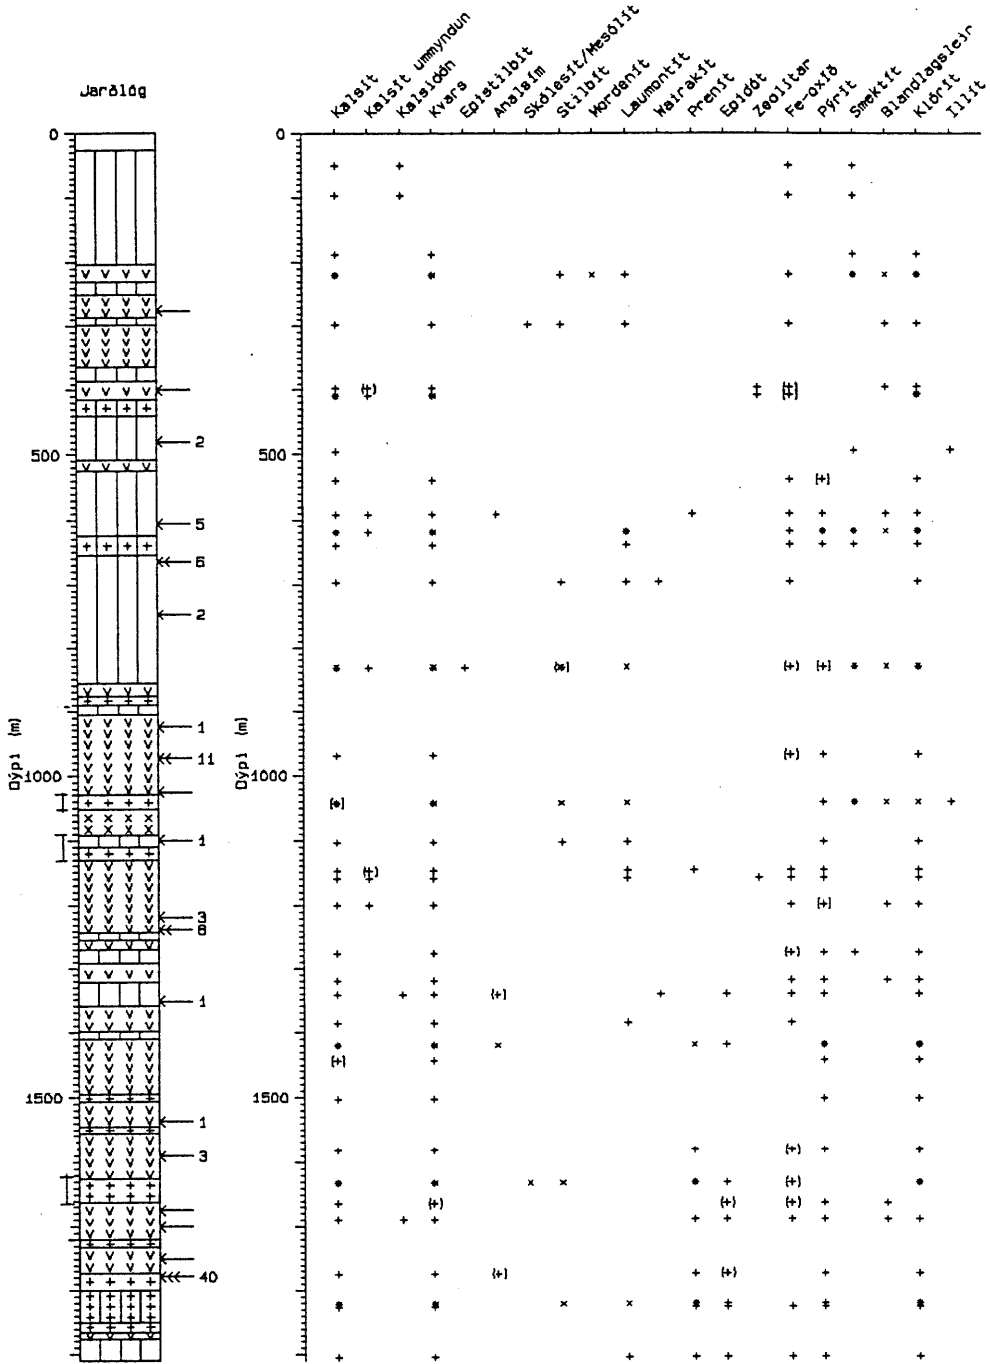 Jarðlög
Kalsít
Kalsít ummyndun
Kalsidón
Kvars
Epistilbít
Analsím
Skólesít/Mesólít
Stilbít
Mordenít
Laumontít
Wairakít
Prenít
Epidót
Zeolítar
Fe-oxíð
Pýrít
Smektít
Blandlagsleir
Klórít
Illít
0
0
2
500
500
5
6
2
1
11
Dýpi (m)
Dýpi (m)
1000
1000
1
3
6
1
1500
1500
1
3
40